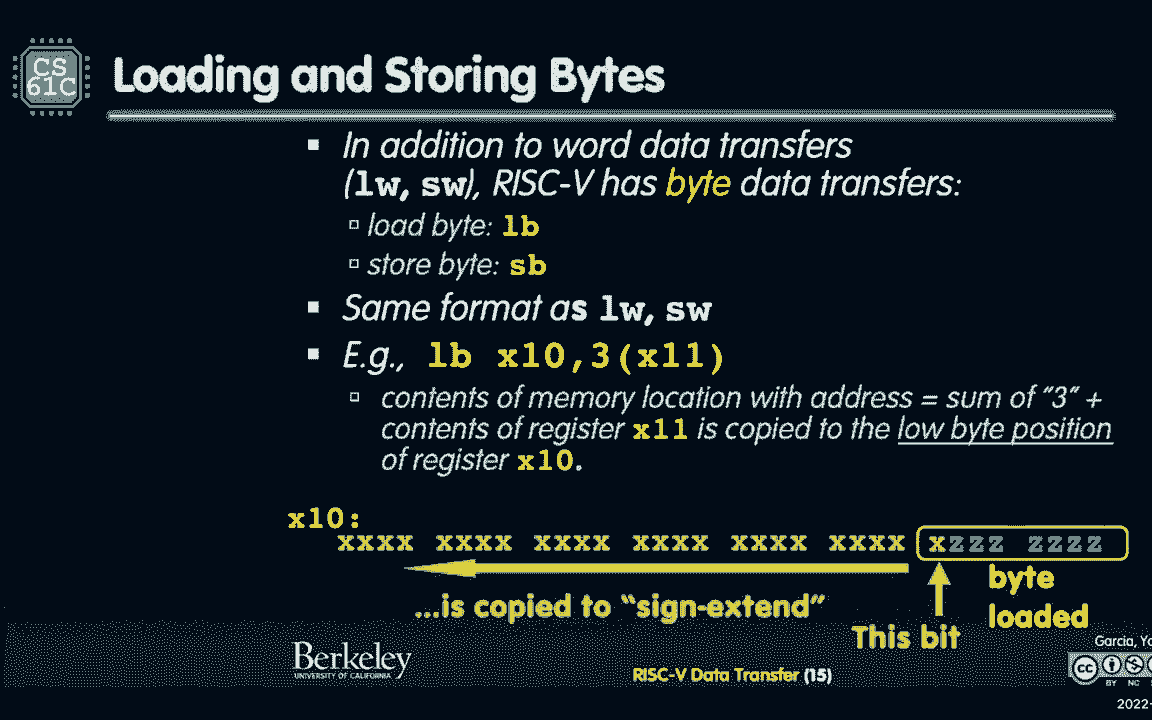 CS
61C
Loading and Storing Bytes
▪ In addition to word data transfers
(lw, sw), RISC-V has byte data transfers:
▫ load byte: lb
▫ store byte: sb
▪ Same format as lw, sw
▪ E.g., lb x10,3(x11)
▫ contents of memory location with address = sum of “3” +
contents of register x11 is copied to the low byte position
of register x10.
x10:
xxxx xxxx xxxx xxxx xxxx xxxx xzzz zzzz
byte
loaded
…is copied to “sign-extend”
This bit
Berkeley
UNIVERSITY OF CALIFORNIA
RISC-V Data Transfer (15)
Garcia,
cc
BY NC
2022-